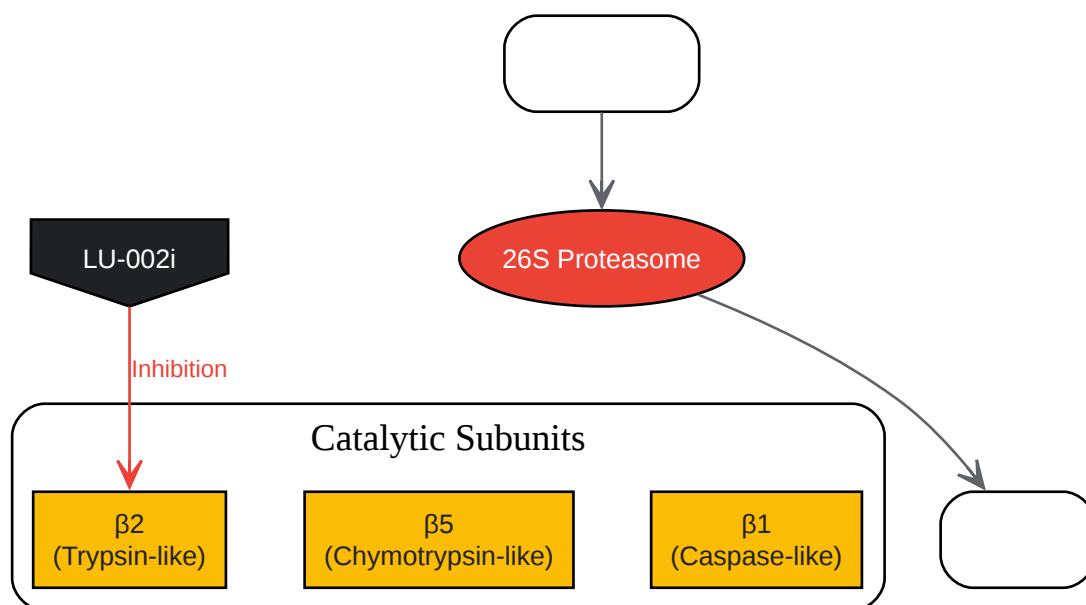 LU-002i
26S Proteasome
Inhibition
Catalytic Subunits
β2
(Trypsin-like)
β5
(Chymotrypsin-like)
β1
(Caspase-like)